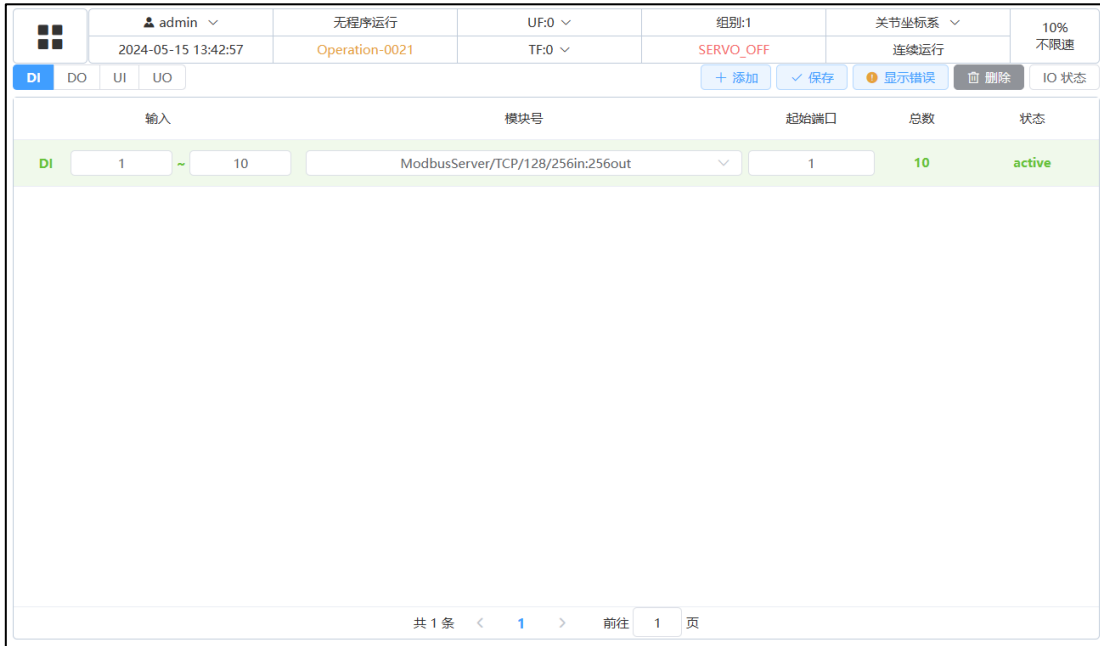 admin 无程序运行 UF:0 组别:1 关节坐标系 10%
2024-05-15 13:42:57 Operation-0021 TF:0 SERVO_OFF 连续运行 不限速
DI DO UI UO + 添加 保存 显示错误 删除 IO 状态
输入 模块号 起始端口 总数 状态
DI 1 ~ 10 ModbusServer/TCP/128/256in:256out 1 10 active
共 1 条 < 1 > 前往 1 页